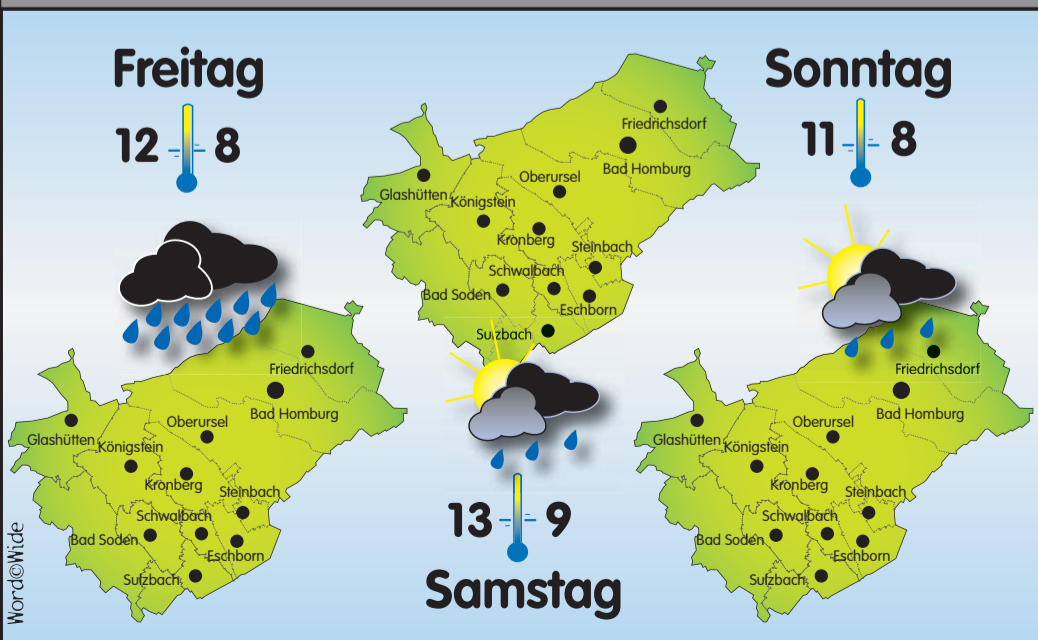 Freitag
12 8
Friedrichsdorf
Bad Homburg
Oberursel
Glashütten
Königstein
Kronberg
Steinbach
Schwalbach
Bad Soden
Eschborn
Sulzbach
Friedrichsdorf
Bad Homburg
Oberursel
Glashütten
Königstein
Kronberg
Steinbach
Schwalbach
Bad Soden
Eschborn
Sulzbach
13 9
Samstag
Sonntag
11 8
Friedrichsdorf
Bad Homburg
Oberursel
Glashütten
Königstein
Kronberg
Steinbach
Schwalbach
Bad Soden
Eschborn
Sulzbach
Word©Wide